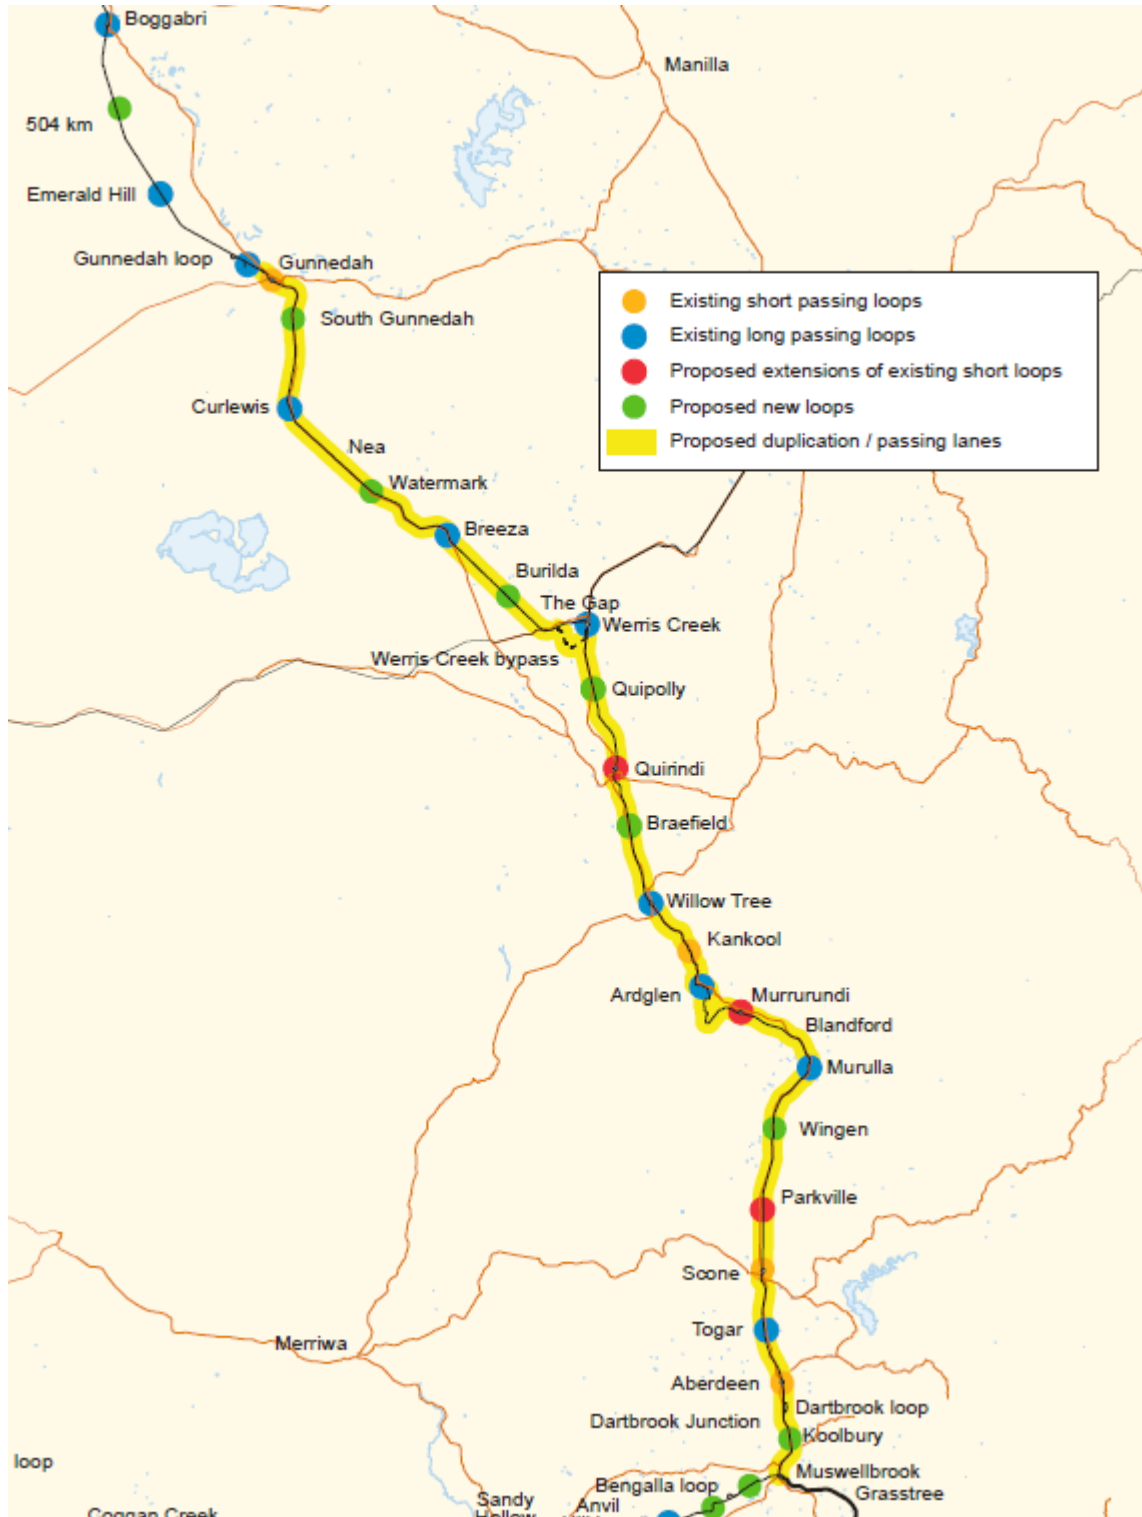 Boggabri
Manilla
504 km
Emerald Hill
Gunnedah loop
Gunnedah
Existing short passing loops
South Gunnedah
Existing long passing loops
Proposed extensions of existing short loops
Curlewis
Proposed new loops
Nea
Proposed duplication / passing lanes
Watermark
Breeza
Burilda
The Gap
Werris Creek
Werris Creek bypass
Quipolly
Quirindi
Braefield
Willow Tree
Kankool
Ardglen
Murrurundi
Blandford
Murulla
Wingen
Parkville
Scone
Togar
Merriwa
Aberdeen
Dartbrook loop
Dartbrook Junction
Koolbury
loop
Muswellbrook
Bengalla loop
Grasstree
Sandy
Anvil
Hollow
Coggan Creek